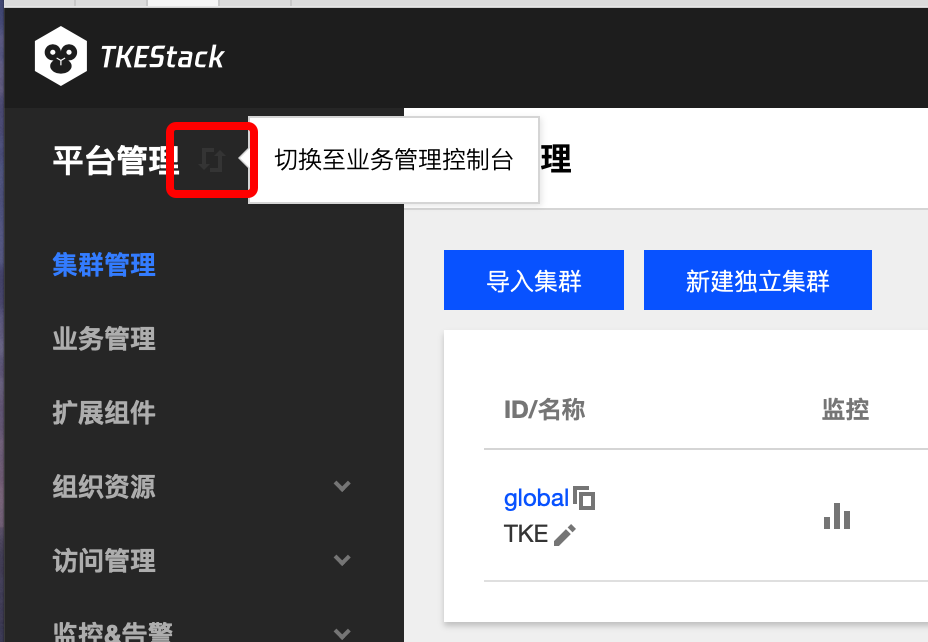 TKEStack
平台管理
切换至业务管理控制台
理
集群管理
业务管理
扩展组件
组织资源
访问管理
监控&告警
导入集群
新建独立集群
ID/名称
监控
global
TKE